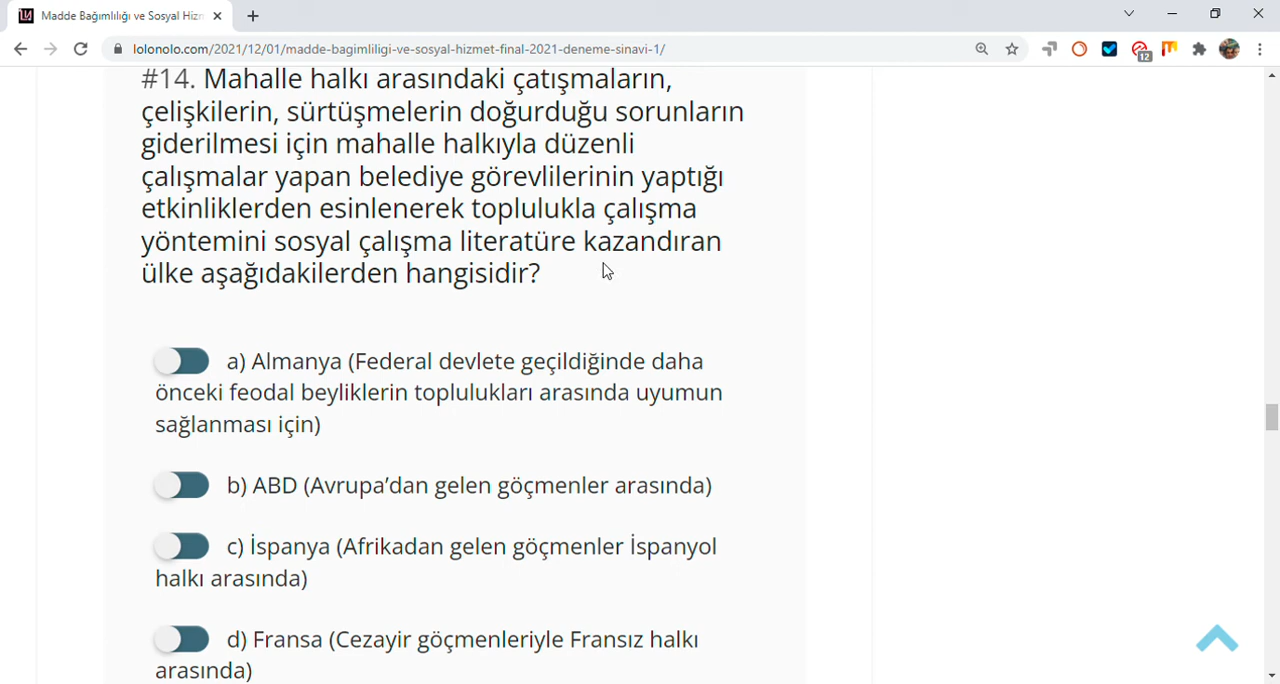 Madde Bağımlılığı ve Sosyal Hizm
lolonolo.com/2021/12/01/madde-bagimliligi-ve-sosyal-hizmet-final-2021-deneme-sinavi-1/
12
#14. Mahalle halkı arasındaki çatışmaların,
çelişkilerin, sürtüşmelerin doğurduğu sorunların
giderilmesi için mahalle halkıyla düzenli
çalışmalar yapan belediye görevlilerinin yaptığı
etkinliklerden esinlenerek toplulukla çalışma
yöntemini sosyal çalışma literatüre kazandıran
ülke aşağıdakilerden hangisidir?
a) Almanya (Federal devlete geçildiğinde daha
önceki feodal beyliklerin toplulukları arasında uyumun
sağlanması için)
b) ABD (Avrupa’dan gelen göçmenler arasında)
c) İspanya (Afrikadan gelen göçmenler İspanyol
halkı arasında)
d) Fransa (Cezayir göçmenleriyle Fransız halkı
arasında)